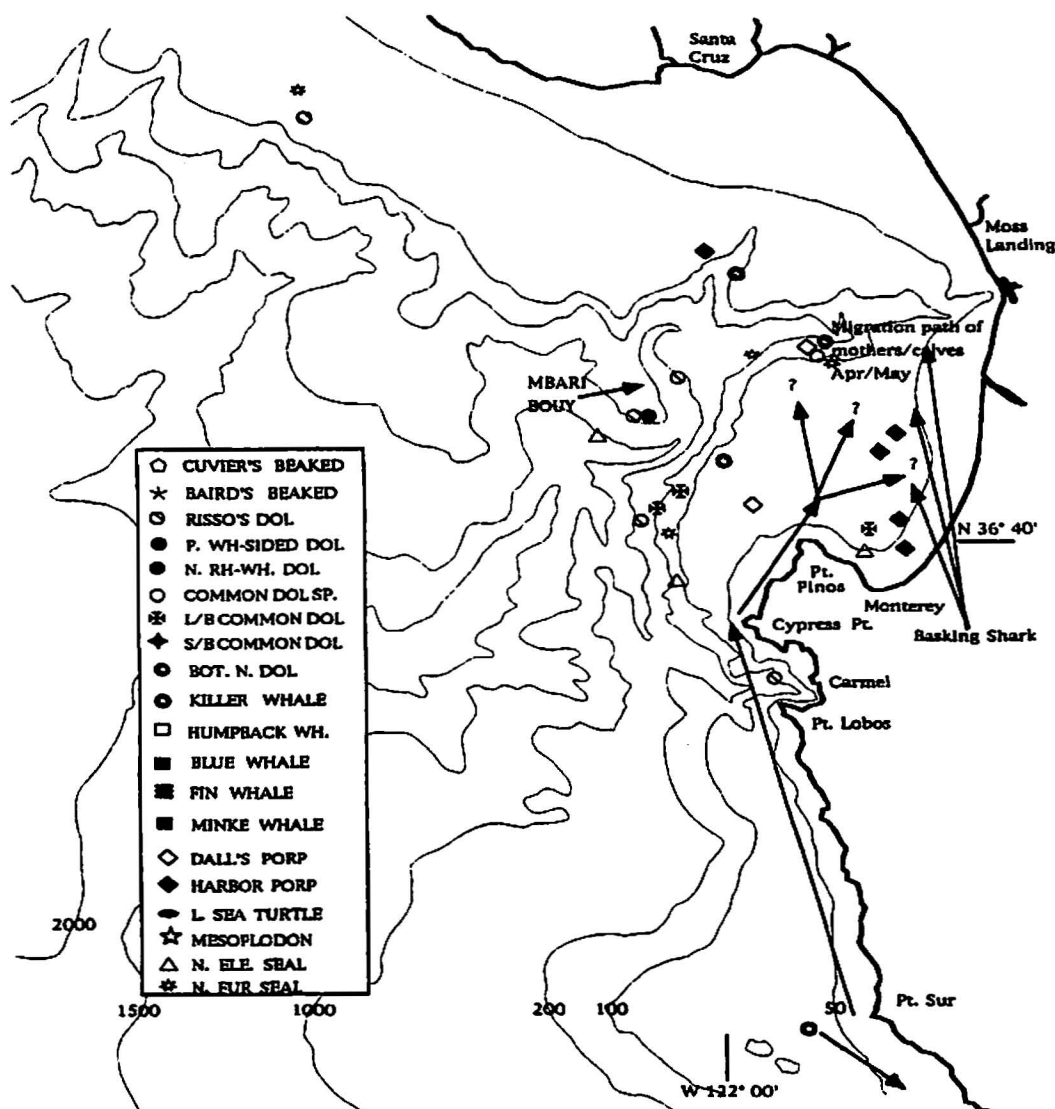 Santa
Cruz
Moss
Landing
Migration path of
mothers/calves
Apr/May
MBARI
BOUY
?
?
?
N 36° 40'
Pt.
Pinos
Monterey
Cypress Pt.
Basking Shark
Carmel
Pt. Lobos
CUVIER'S BEAKED
BAIRD'S BEAKED
RISSO'S DOL
P. WH-SIDED DOL
N. RH-WH. DOL
COMMON DOL SP.
L/B COMMON DOL
S/B COMMON DOL
BOT. N. DOL
KILLER WHALE
HUMPBACK WH.
BLUE WHALE
FIN WHALE
MINKE WHALE
DALL'S PORP
HARBOR PORP
L. SEA TURTLE
MESOPLODON
N. ELE. SEAL
N. FUR SEAL
2000
1500
1000
200
100
50
Pt. Sur
W 122° 00'